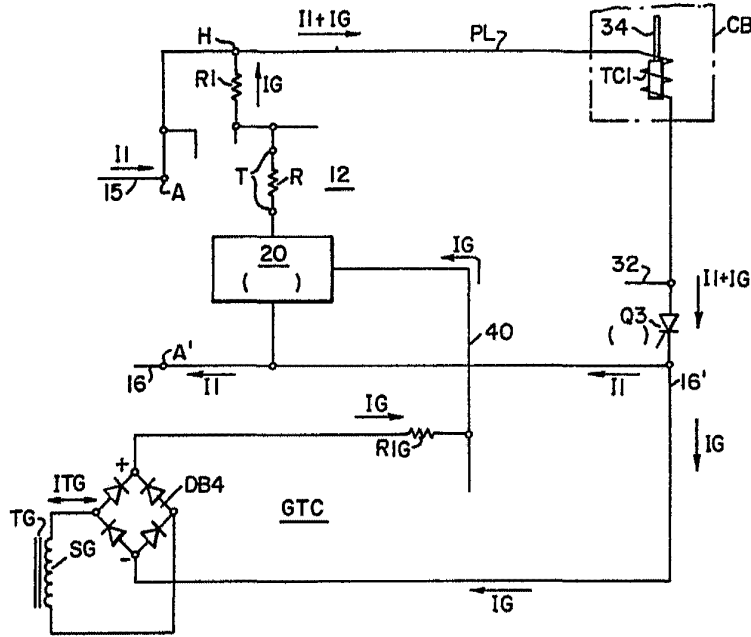 I1+IG
34
CB
H
PL
R1
IG
TC1
I1
T
R
12
15
A
20
( )
IG
32
I1+IG
Q3
( )
A'
40
16
I1
I1
16'
IG
IG
R1G
+
ITG
DB4
GTC
TG
SG
-
IG